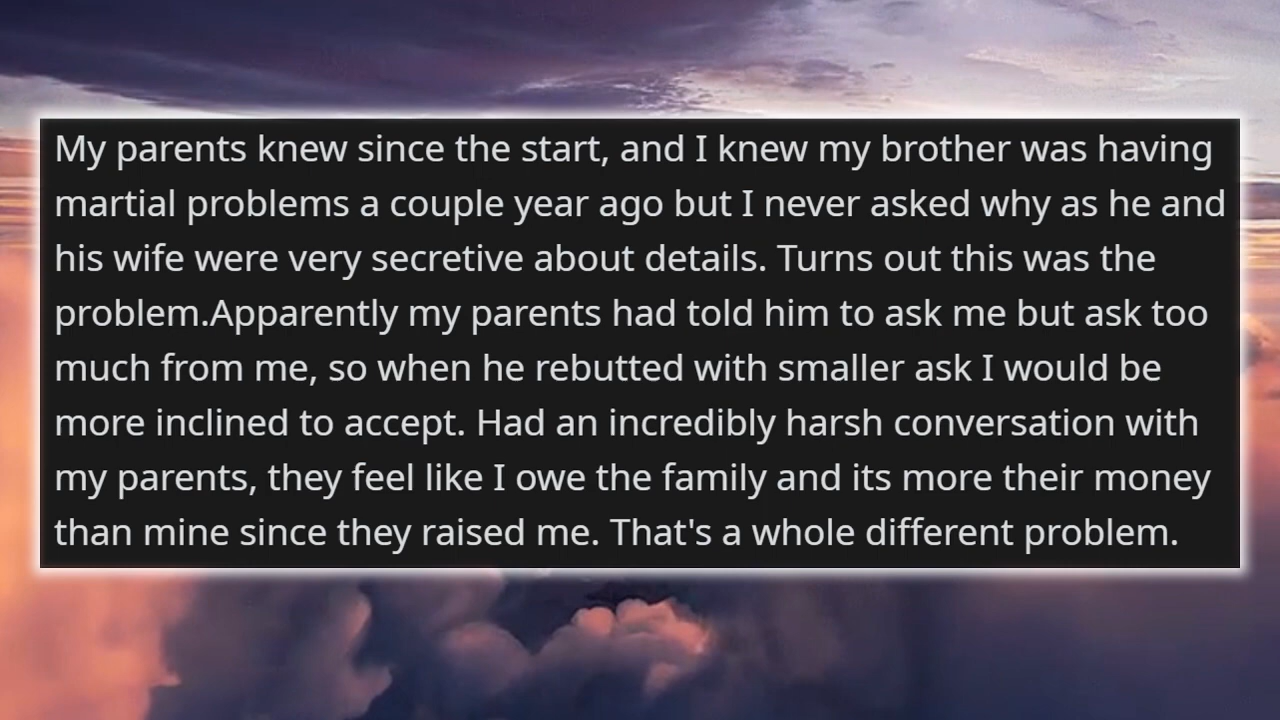 My parents knew since the start, and I knew my brother was having
martial problems a couple year ago but I never asked why as he and
his wife were very secretive about details. Turns out this was the
problem.Apparently my parents had told him to ask me but ask too
much from me, so when he rebutted with smaller ask I would be
more inclined to accept. Had an incredibly harsh conversation with
my parents, they feel like I owe the family and its more their money
than mine since they raised me. That's a whole different problem.